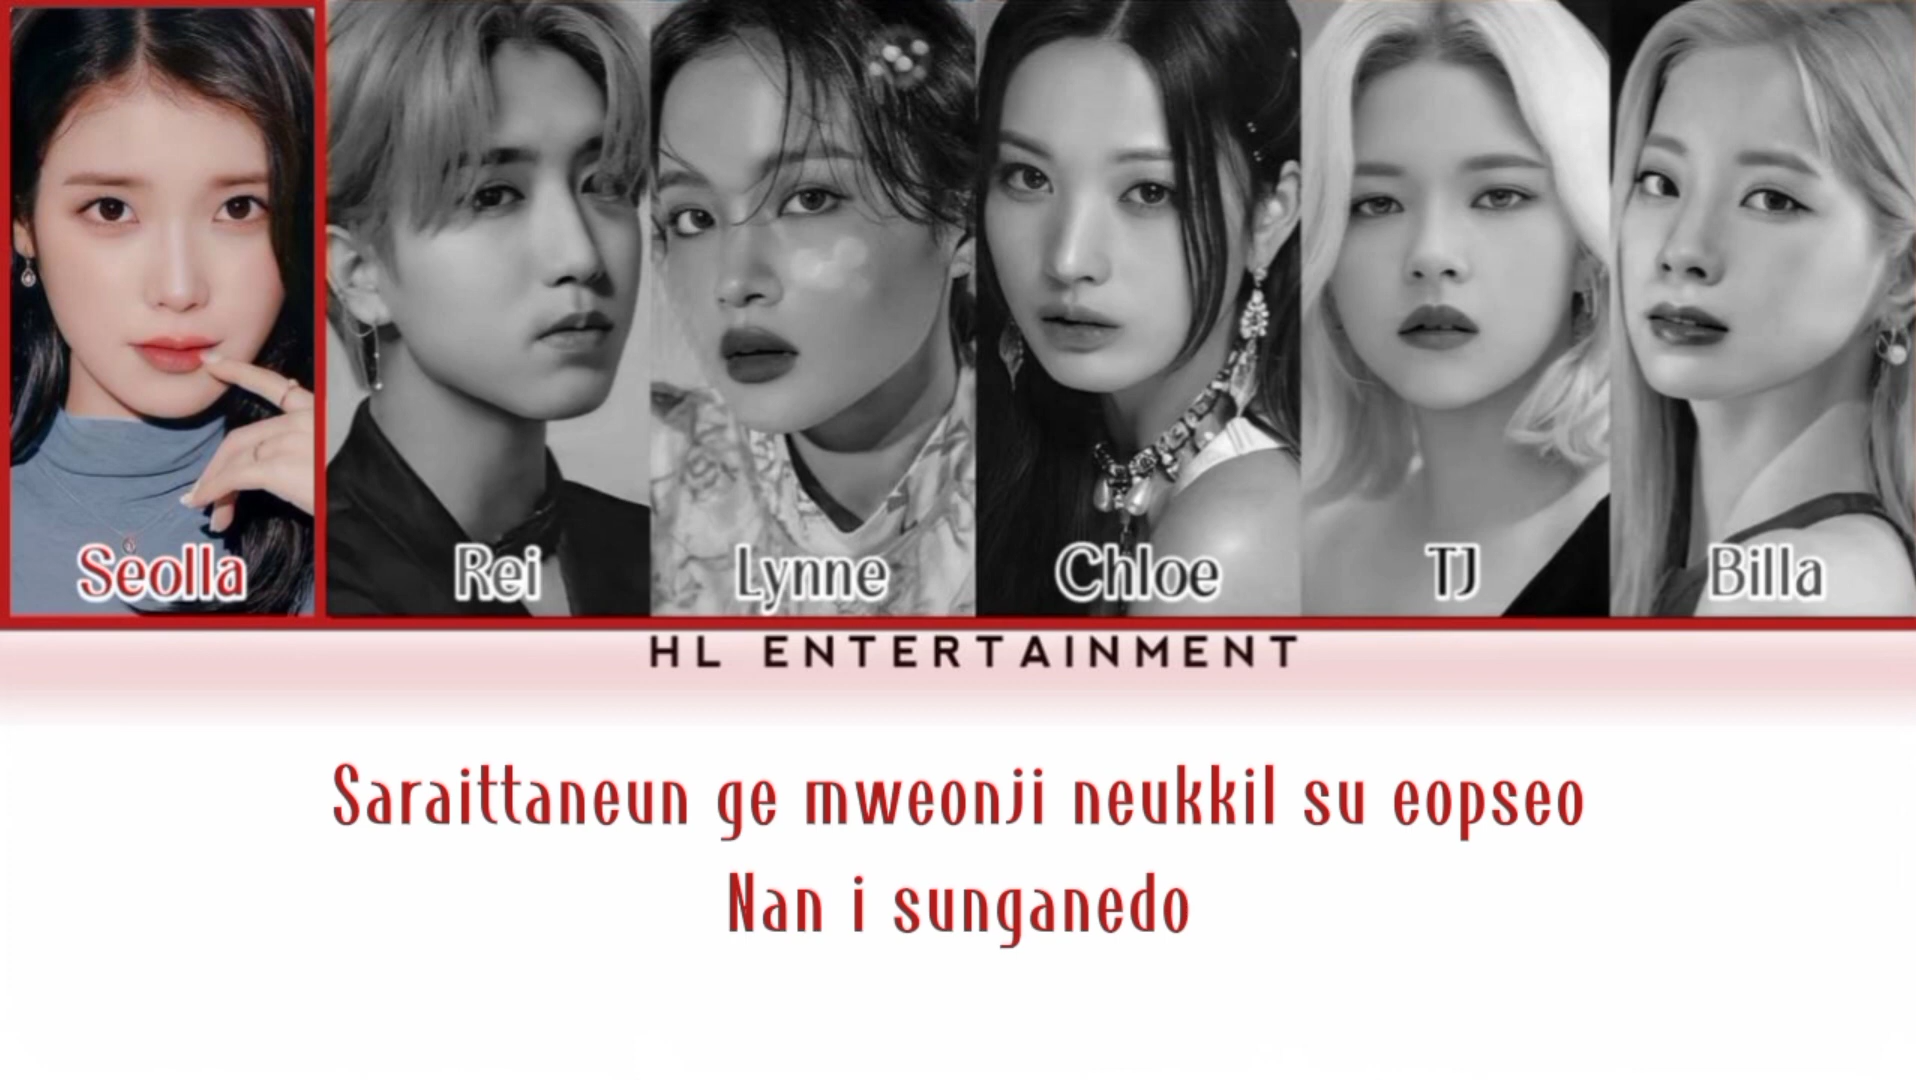 Seolla
Rei
Lynne
Chloe
TJ
Billa
HL ENTERTAINMENT
Saraittaneun ge mweonji neukkil su eopseo
Nan i sunganedo